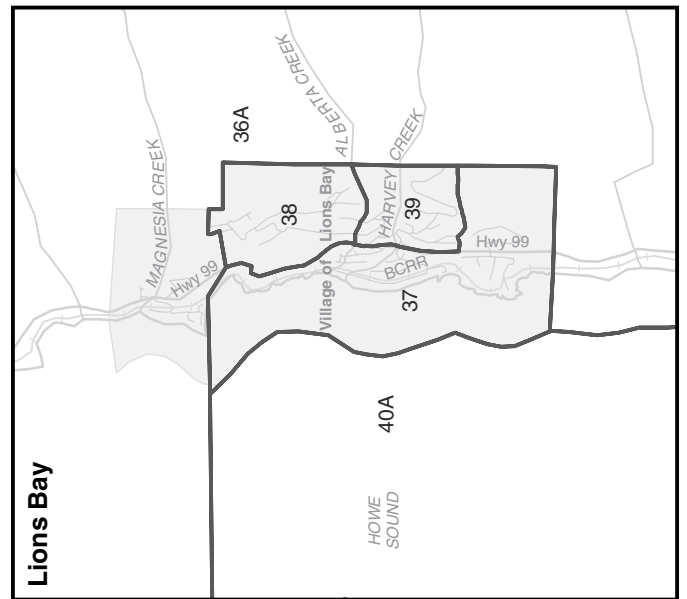 Lions Bay
MAGNESIA CREEK
Hwy 99
36A
ALBERTA CREEK
HARVEY CREEK
38
39
Village of Lions Bay
Hwy 99
BCRR
37
40A
HOWE
SOUND